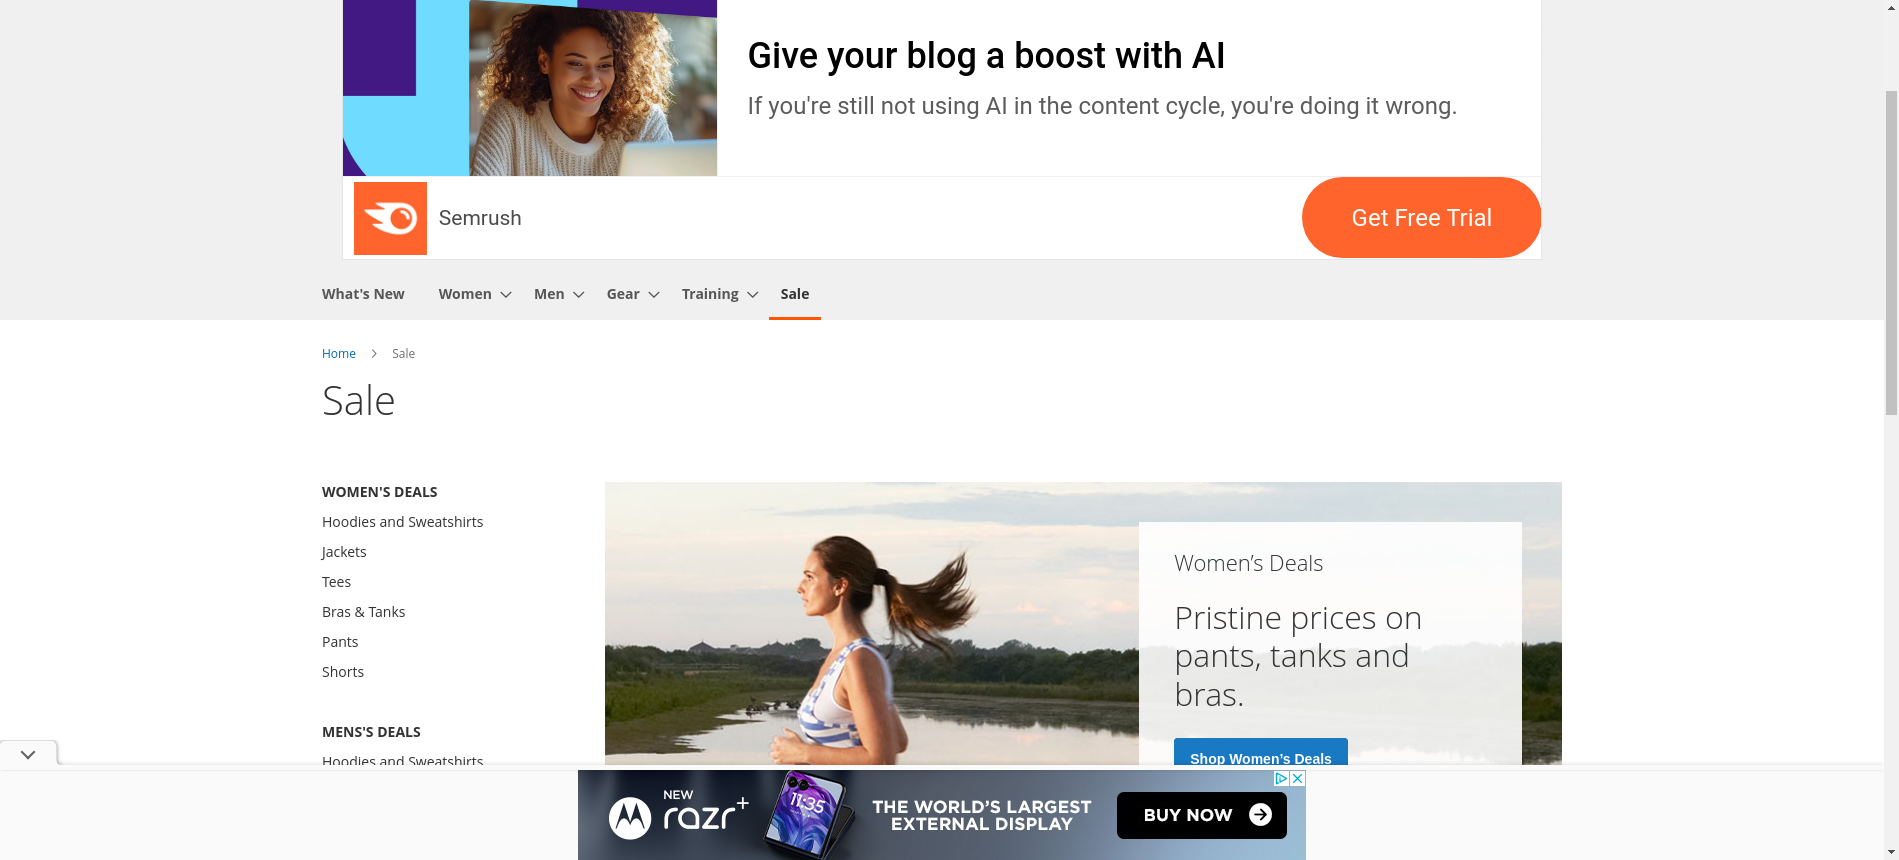 Give your blog a boost with AI
If you're still not using AI in the content cycle, you're doing it wrong.
Semrush
Get Free Trial
What's New
Women
Men
Gear
Training
Sale
Home
Sale
Sale
WOMEN'S DEALS
Hoodies and Sweatshirts
Jackets
Tees
Bras & Tanks
Pants
Shorts
MENS'S DEALS
Hoodies and Sweatshirts
Women’s Deals
Pristine prices on
pants, tanks and
bras.
Shop Women’s Deals
NEW
razr+
11:35
THE WORLD’S LARGEST
EXTERNAL DISPLAY
BUY NOW